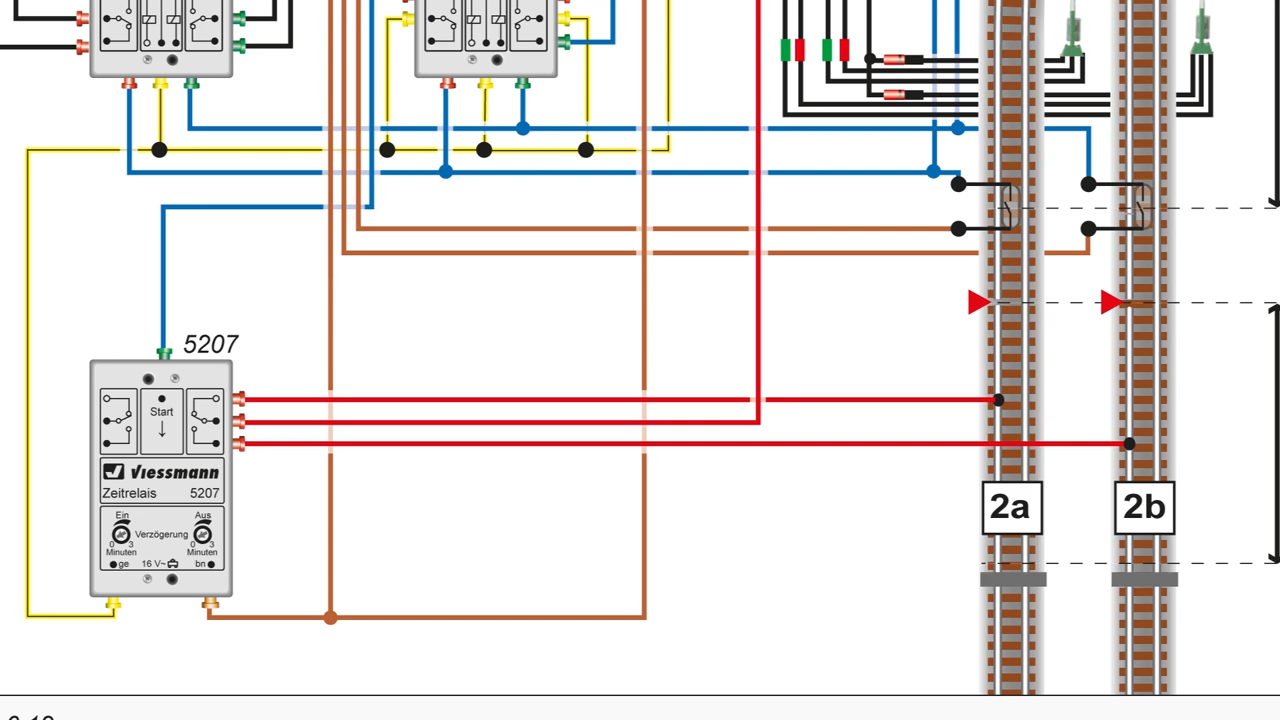 5207
Start
viessmann
Zeitrelais 5207
Ein Aus
Verzögerung
0 3 0 3
Minuten Minuten
ge 16 V~ bn
2a 2b